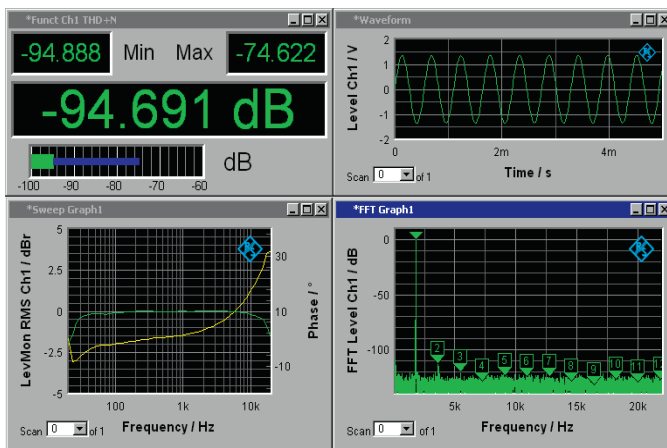 *Funct Ch1 THD+N
-94.888 Min Max -74.622
-94.691 dB
dB
-100 -90 -80 -70 -60
*Waveform
Level Ch1 / V
2
1
0
-1
-2
0 2m 4m
Scan 0 of 1
Time / s
*Sweep Graph1
LevMon RMS Ch1 / dBr
5
2.5
0
-2.5
-5
30
10
-10
Phase / °
100 1k 10k
Scan 0 of 1
Frequency / Hz
*FFT Graph1
FFT Level Ch1 / dB
0
-50
-100
2 3 4 5 6 7 8 9 10 11 12
5k 10k 15k 20k
Scan 0 of 1
Frequency / Hz